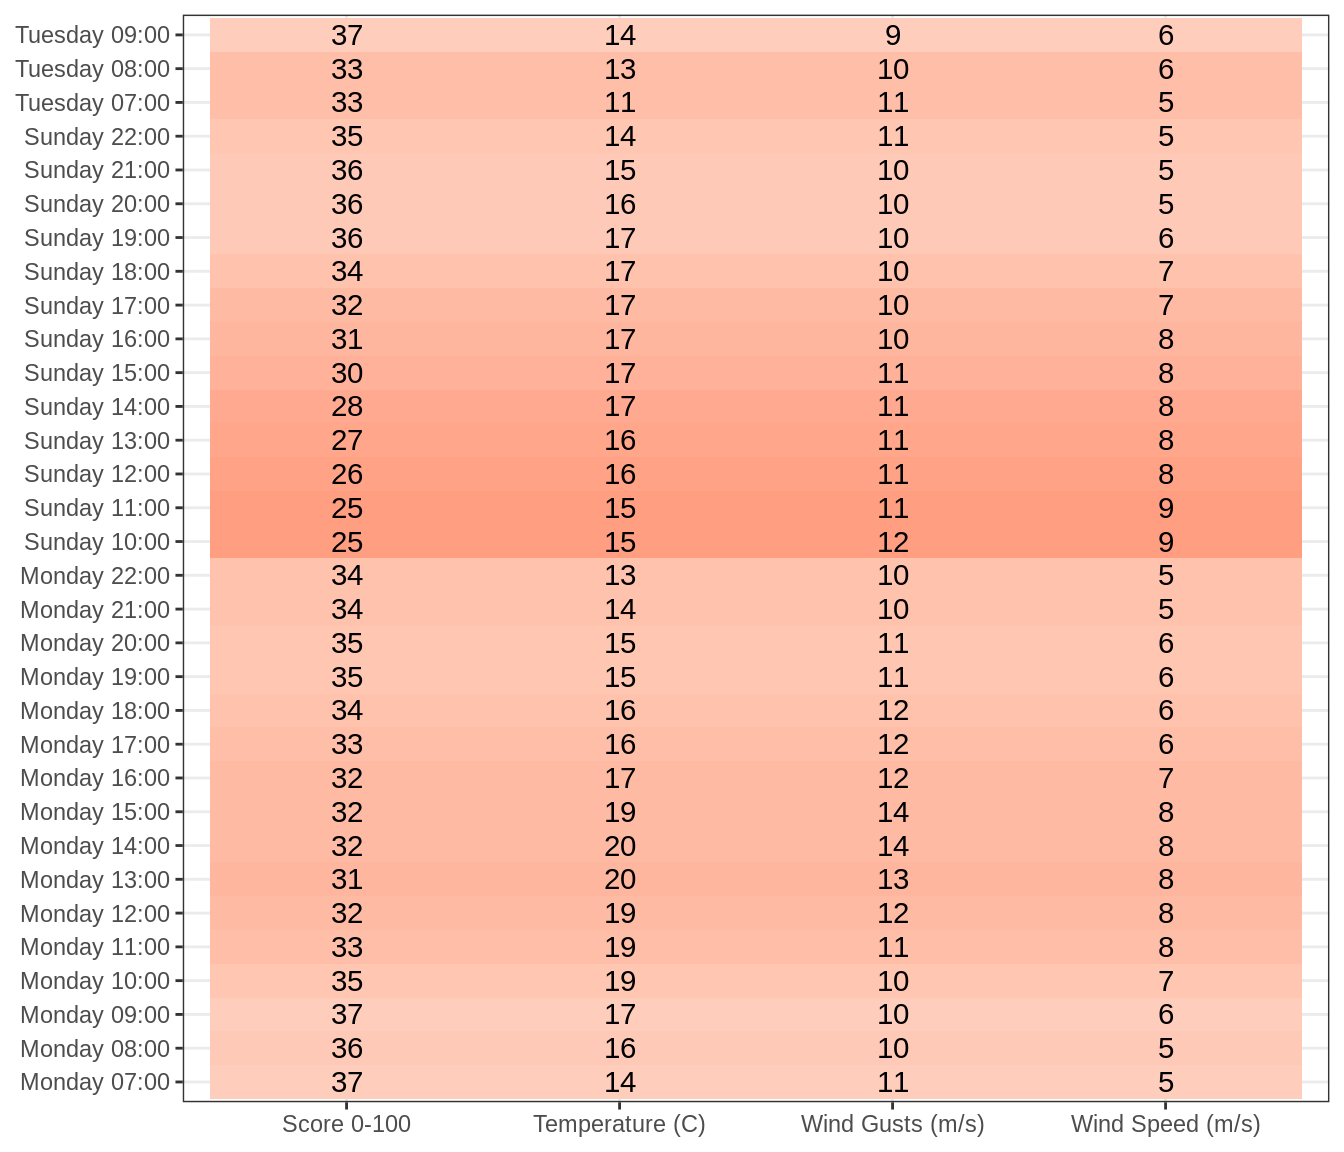 Tuesday 09:00 37 14 9 6
Tuesday 08:00 33 13 10 6
Tuesday 07:00 33 11 11 5
Sunday 22:00 35 14 11 5
Sunday 21:00 36 15 10 5
Sunday 20:00 36 16 10 5
Sunday 19:00 36 17 10 6
Sunday 18:00 34 17 10 7
Sunday 17:00 32 17 10 7
Sunday 16:00 31 17 10 8
Sunday 15:00 30 17 11 8
Sunday 14:00 28 17 11 8
Sunday 13:00 27 16 11 8
Sunday 12:00 26 16 11 8
Sunday 11:00 25 15 11 9
Sunday 10:00 25 15 12 9
Monday 22:00 34 13 10 5
Monday 21:00 34 14 10 5
Monday 20:00 35 15 11 6
Monday 19:00 35 15 11 6
Monday 18:00 34 16 12 6
Monday 17:00 33 16 12 6
Monday 16:00 32 17 12 7
Monday 15:00 32 19 14 8
Monday 14:00 32 20 14 8
Monday 13:00 31 20 13 8
Monday 12:00 32 19 12 8
Monday 11:00 33 19 11 8
Monday 10:00 35 19 10 7
Monday 09:00 37 17 10 6
Monday 08:00 36 16 10 5
Monday 07:00 37 14 11 5
Score 0-100 Temperature (C) Wind Gusts (m/s) Wind Speed (m/s)